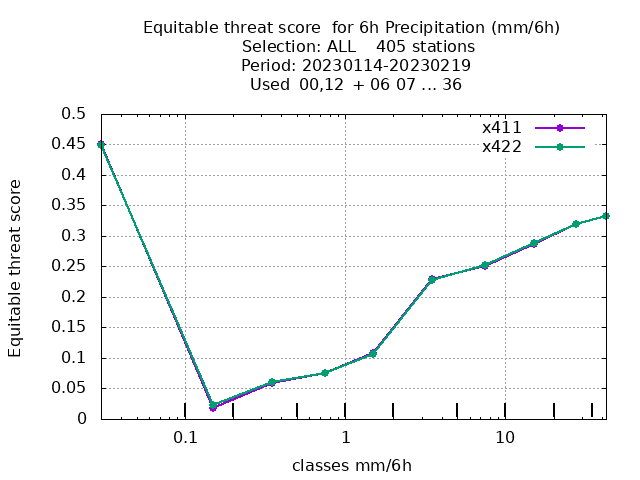 Equitable threat score  for 6h Precipitation (mm/6h)
Selection: ALL    405 stations
Period: 20230114-20230219
Used  00,12  + 06 07 ... 36
x411
x422
Equitable threat score
0.5
0.45
0.4
0.35
0.3
0.25
0.2
0.15
0.1
0.05
0
0.1 1 10
classes mm/6h